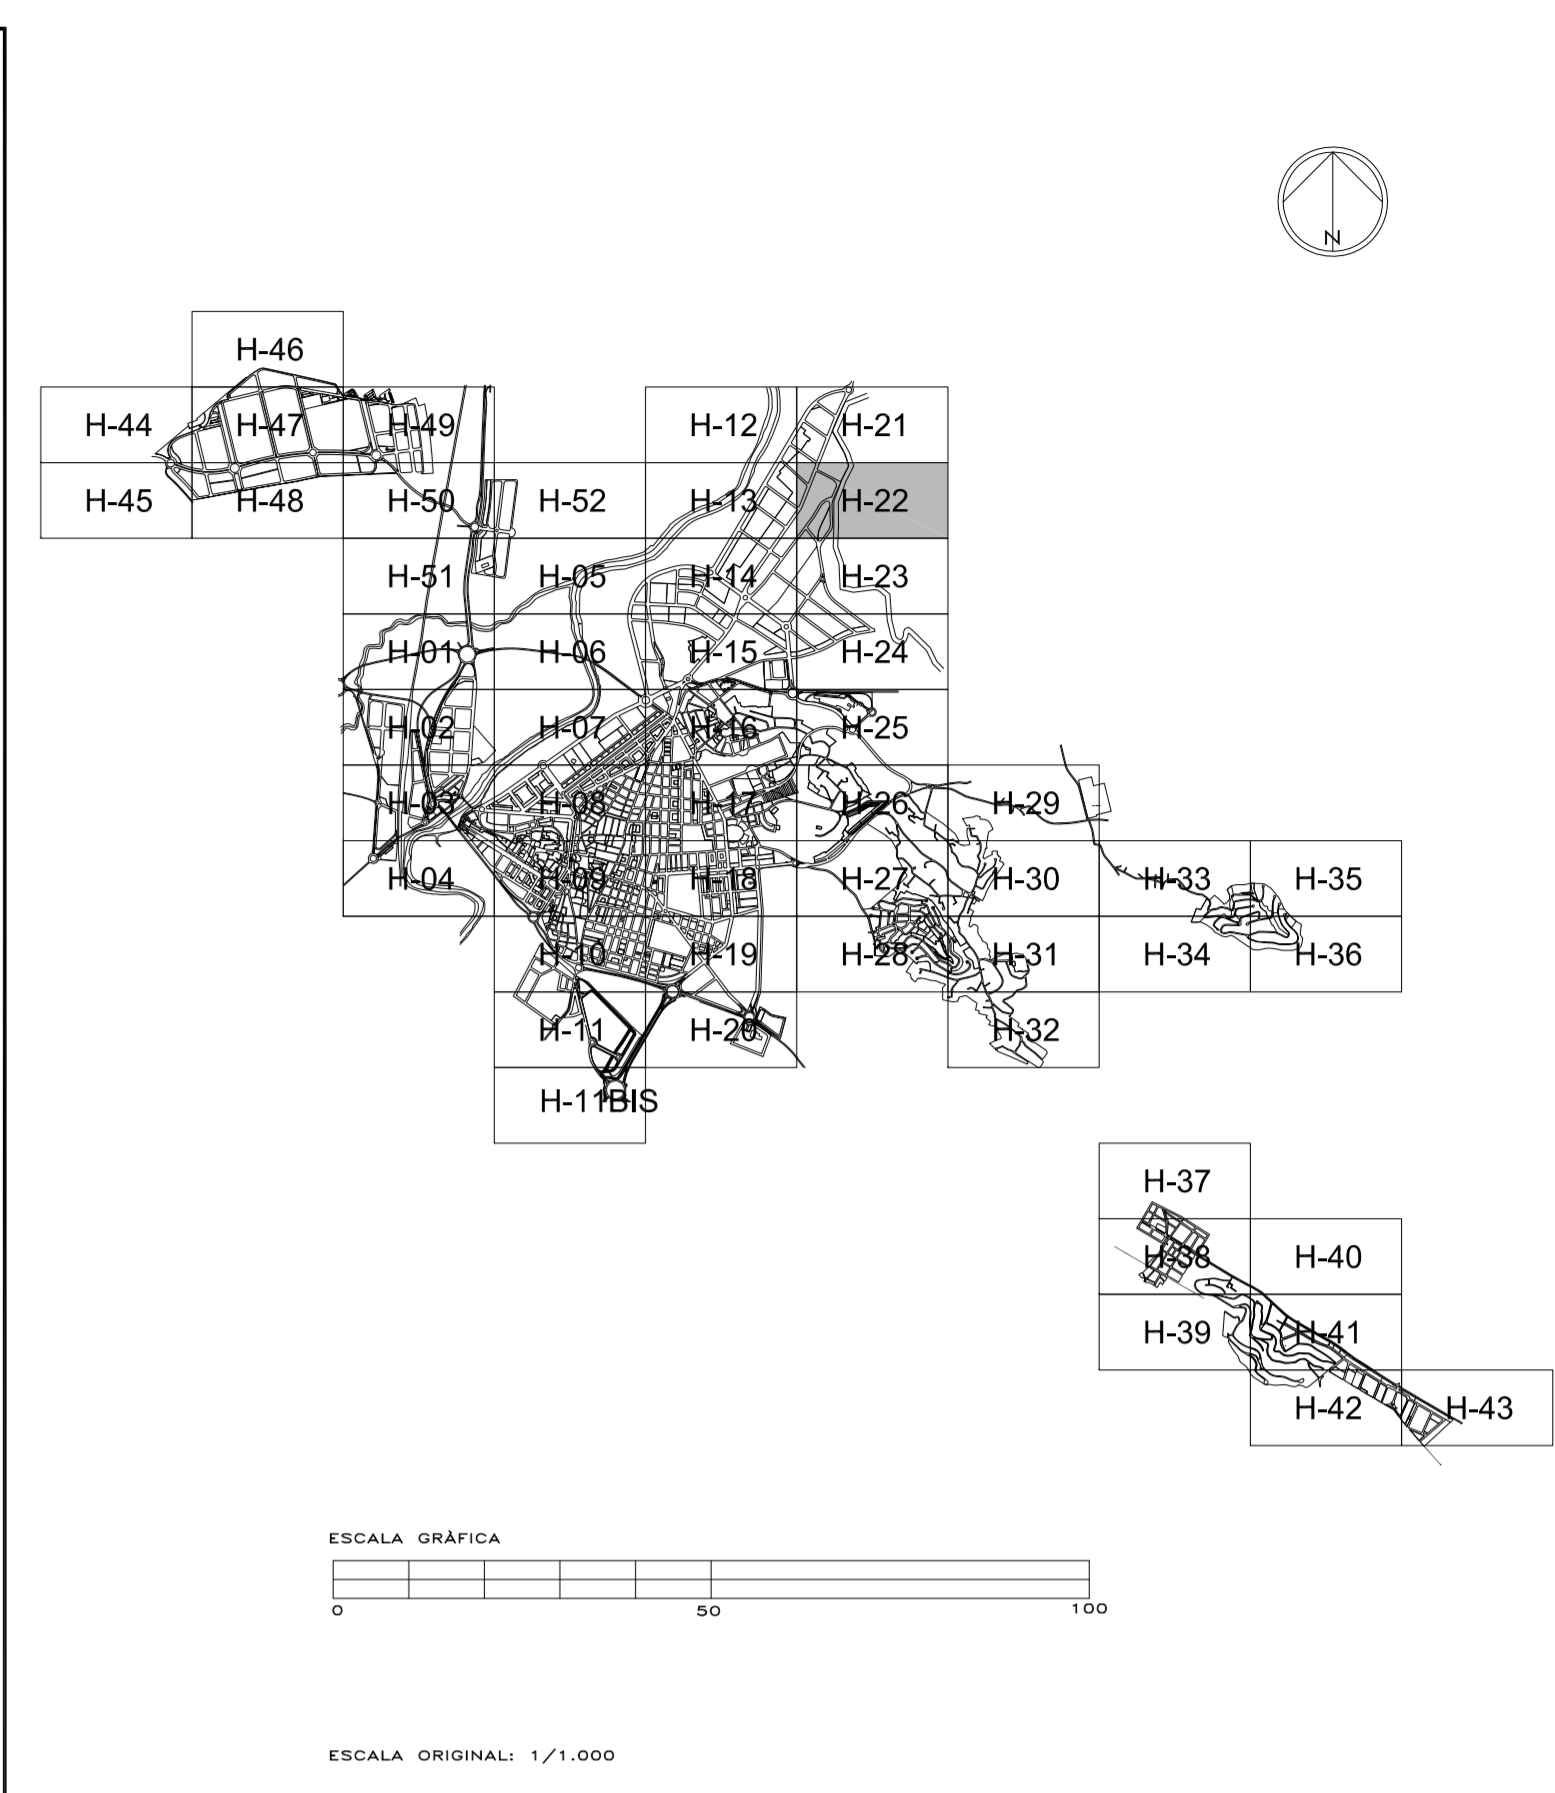 N
H-46
H-44 H-47 H-49 H-12 H-21
H-45 H-48 H-50 H-52 H-13 H-22
H-51 H-05 H-14 H-23
H-01 H-06 H-15 H-24
H-02 H-07 H-16 H-25
H-03 H-08 H-17 H-26 H-29
H-04 H-09 H-18 H-27 H-30 H-33 H-35
H-10 H-19 H-28 H-31 H-34 H-36
H-11 H-20 H-32
H-11BIS
H-37
H-38 H-40
H-39 H-41
H-42 H-43
ESCALA GRÀFICA
0 50 100
ESCALA ORIGINAL: 1/1.000